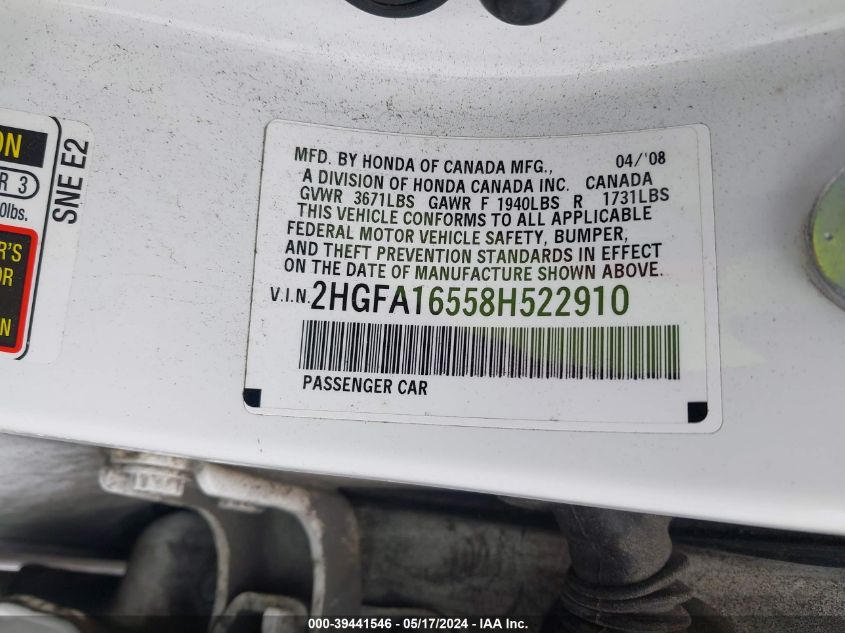 ON
R 3
0lbs.
R'S
OR
N
SNE E2
MFD. BY HONDA OF CANADA MFG., 04/'08
A DIVISION OF HONDA CANADA INC. CANADA
GVWR 3671LBS GAWR F 1940LBS R 1731LBS
THIS VEHICLE CONFORMS TO ALL APPLICABLE
FEDERAL MOTOR VEHICLE SAFETY, BUMPER,
AND THEFT PREVENTION STANDARDS IN EFFECT
ON THE DATE OF MANUFACTURE SHOWN ABOVE.
V.I.N. 2HGFA16558H522910
PASSENGER CAR
000-39441546 - 05/17/2024 - IAA Inc.